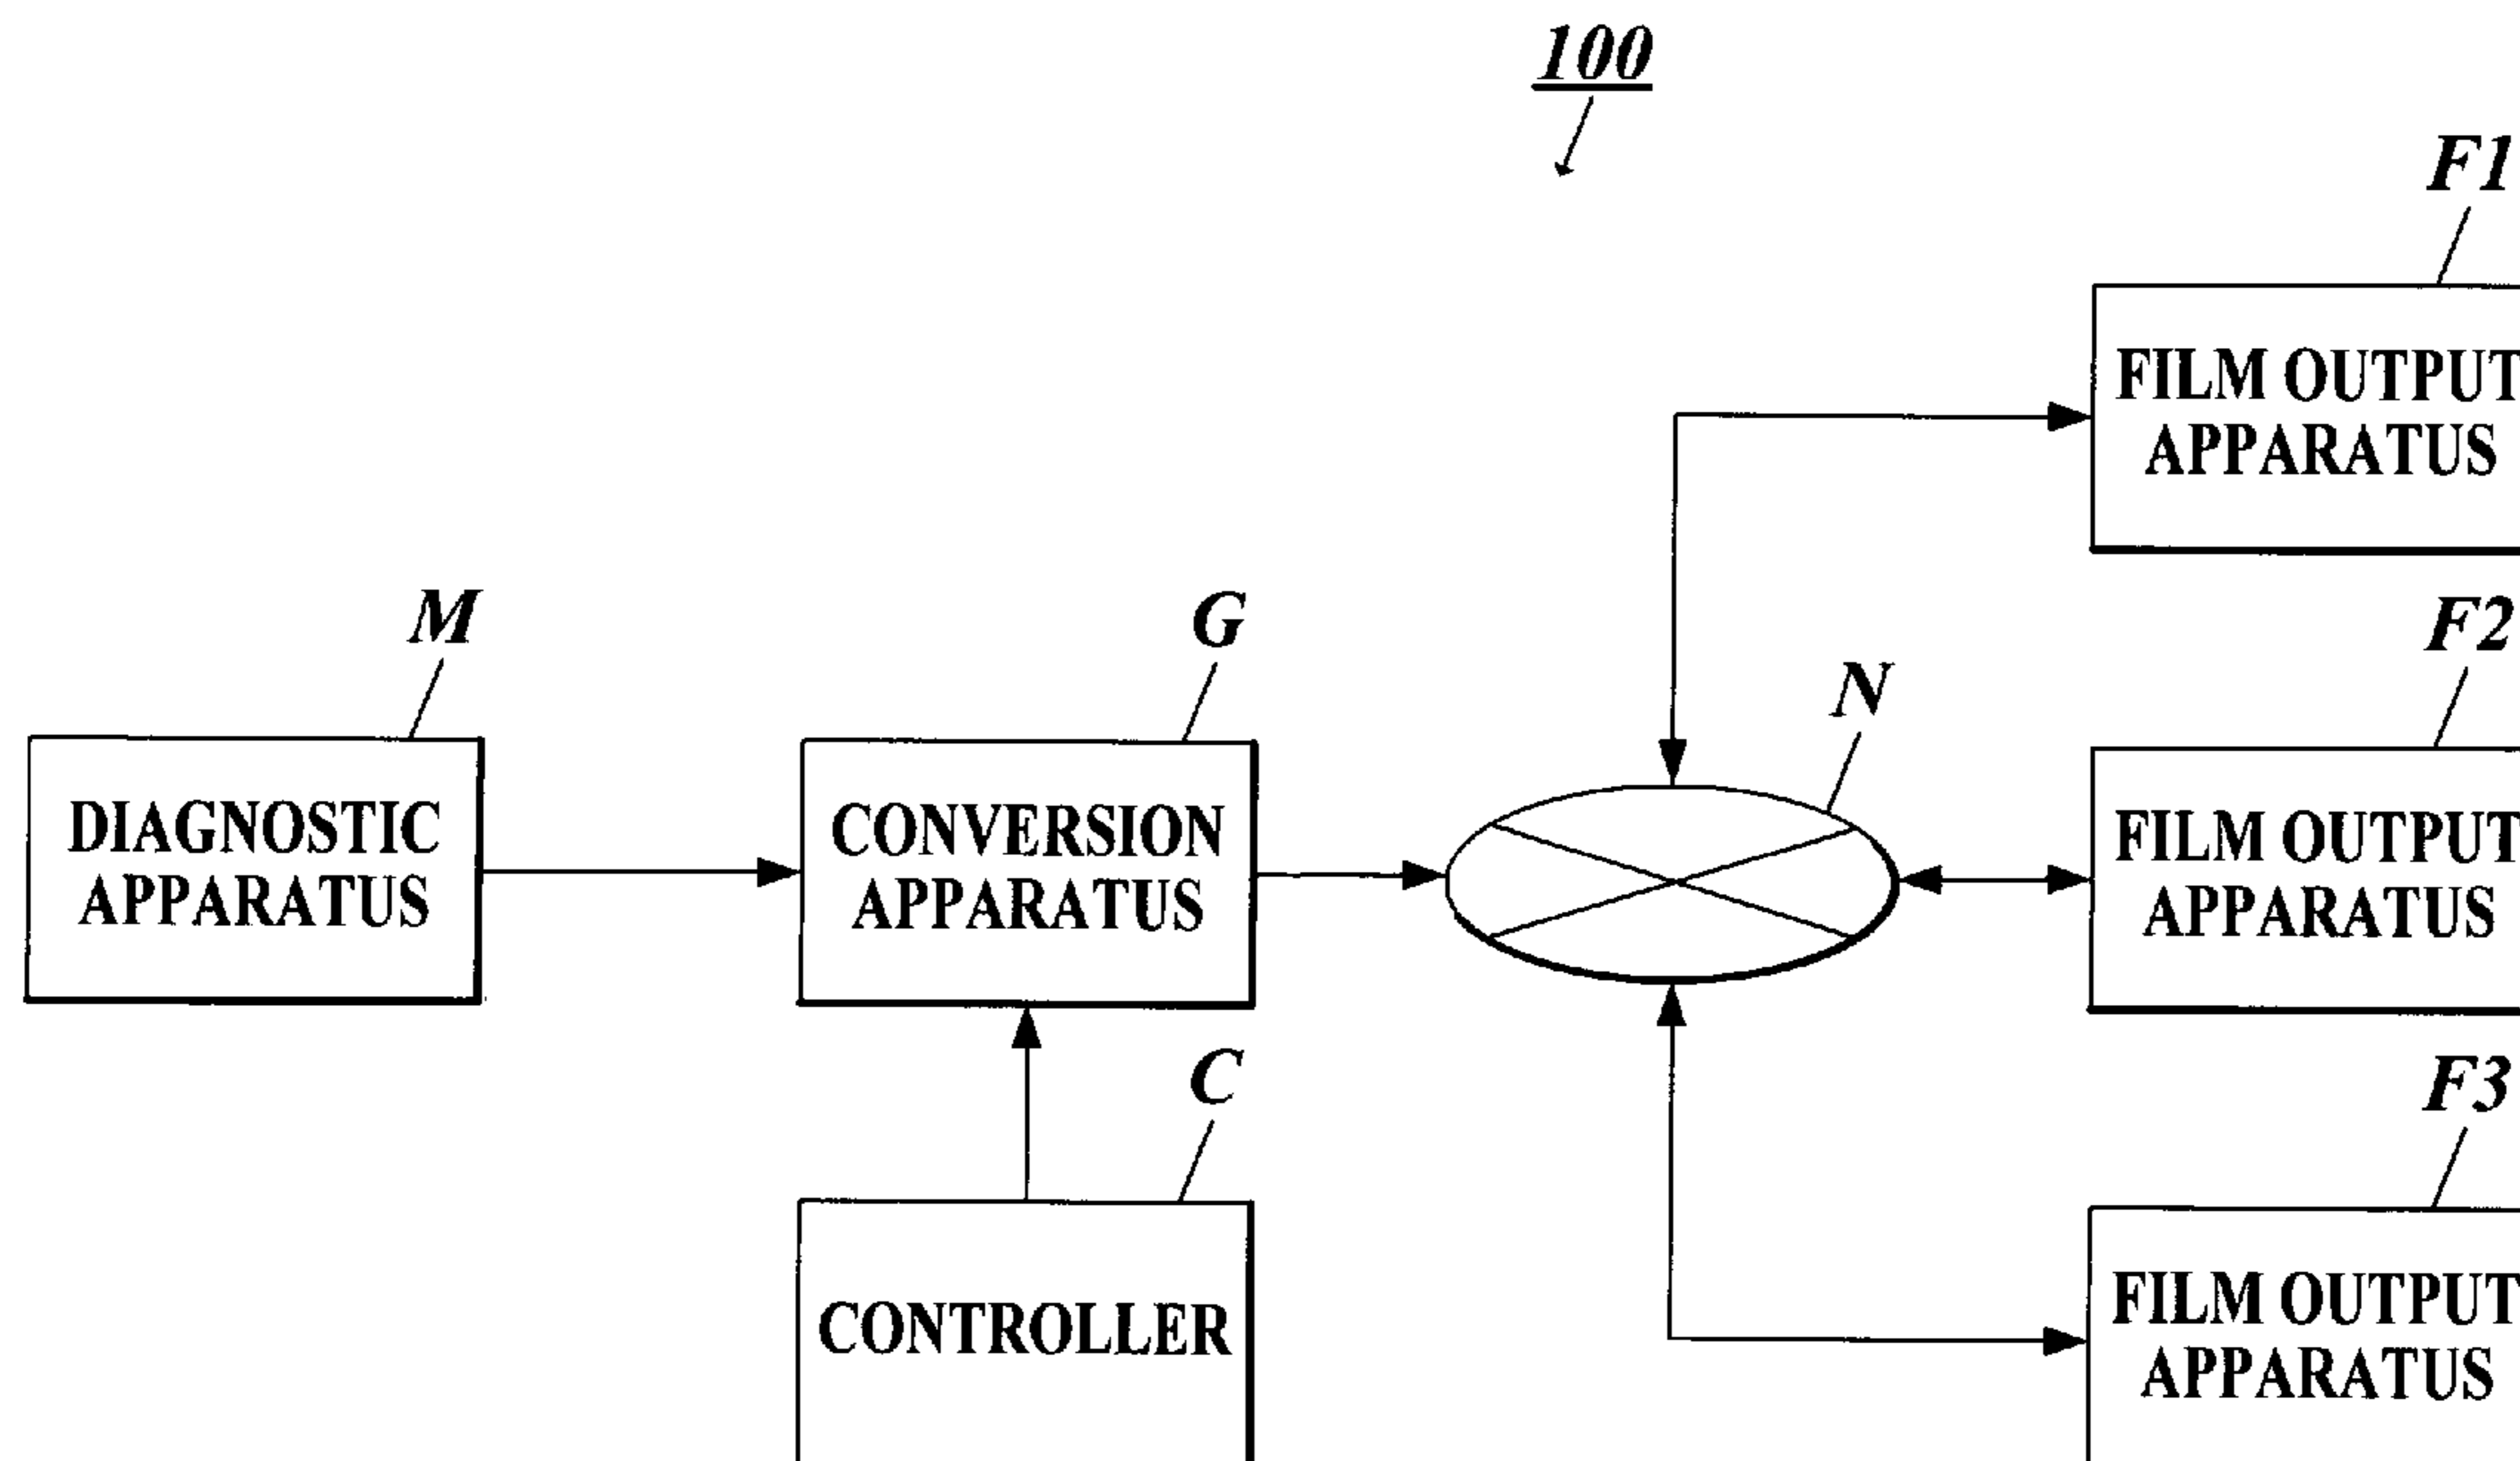 100
F1
FILM OUTPUT
APPARATUS
M
G
N
F2
DIAGNOSTIC
APPARATUS
CONVERSION
APPARATUS
FILM OUTPUT
APPARATUS
C
F3
CONTROLLER
FILM OUTPUT
APPARATUS